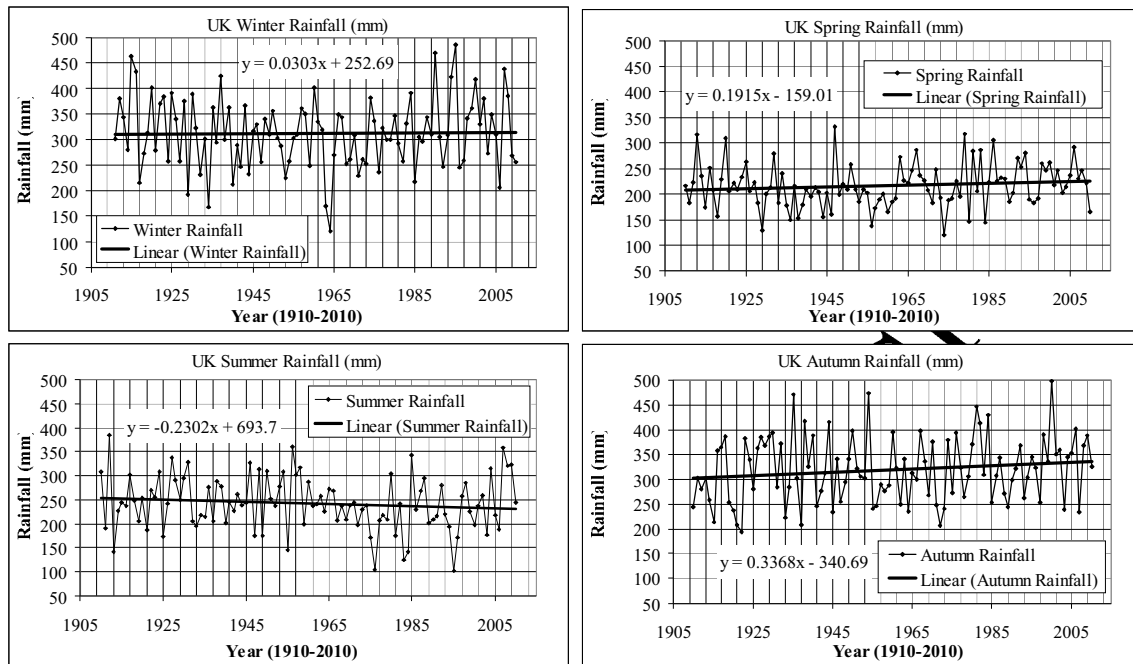 UK Winter Rainfall (mm)
500
450
400
350
300
250
200
150
100
50
Rainfall (mm)
y = 0.0303x + 252.69
Winter Rainfall
Linear (Winter Rainfall)
1905 1925 1945 1965 1985 2005
Year (1910-2010)
UK Spring Rainfall (mm)
500
450
400
350
300
250
200
150
100
50
Rainfall (mm)
y = 0.1915x - 159.01
Spring Rainfall
Linear (Spring Rainfall)
1905 1925 1945 1965 1985 2005
Year (1910-2010)
UK Summer Rainfall (mm)
500
450
400
350
300
250
200
150
100
50
Rainfall (mm)
y = -0.2302x + 693.7
Summer Rainfall
Linear (Summer Rainfall)
1905 1925 1945 1965 1985 2005
Year (1910-2010)
UK Autumn Rainfall (mm)
500
450
400
350
300
250
200
150
100
50
Rainfall (mm)
y = 0.3368x - 340.69
Autumn Rainfall
Linear (Autumn Rainfall)
1905 1925 1945 1965 1985 2005
Year (1910-2010)